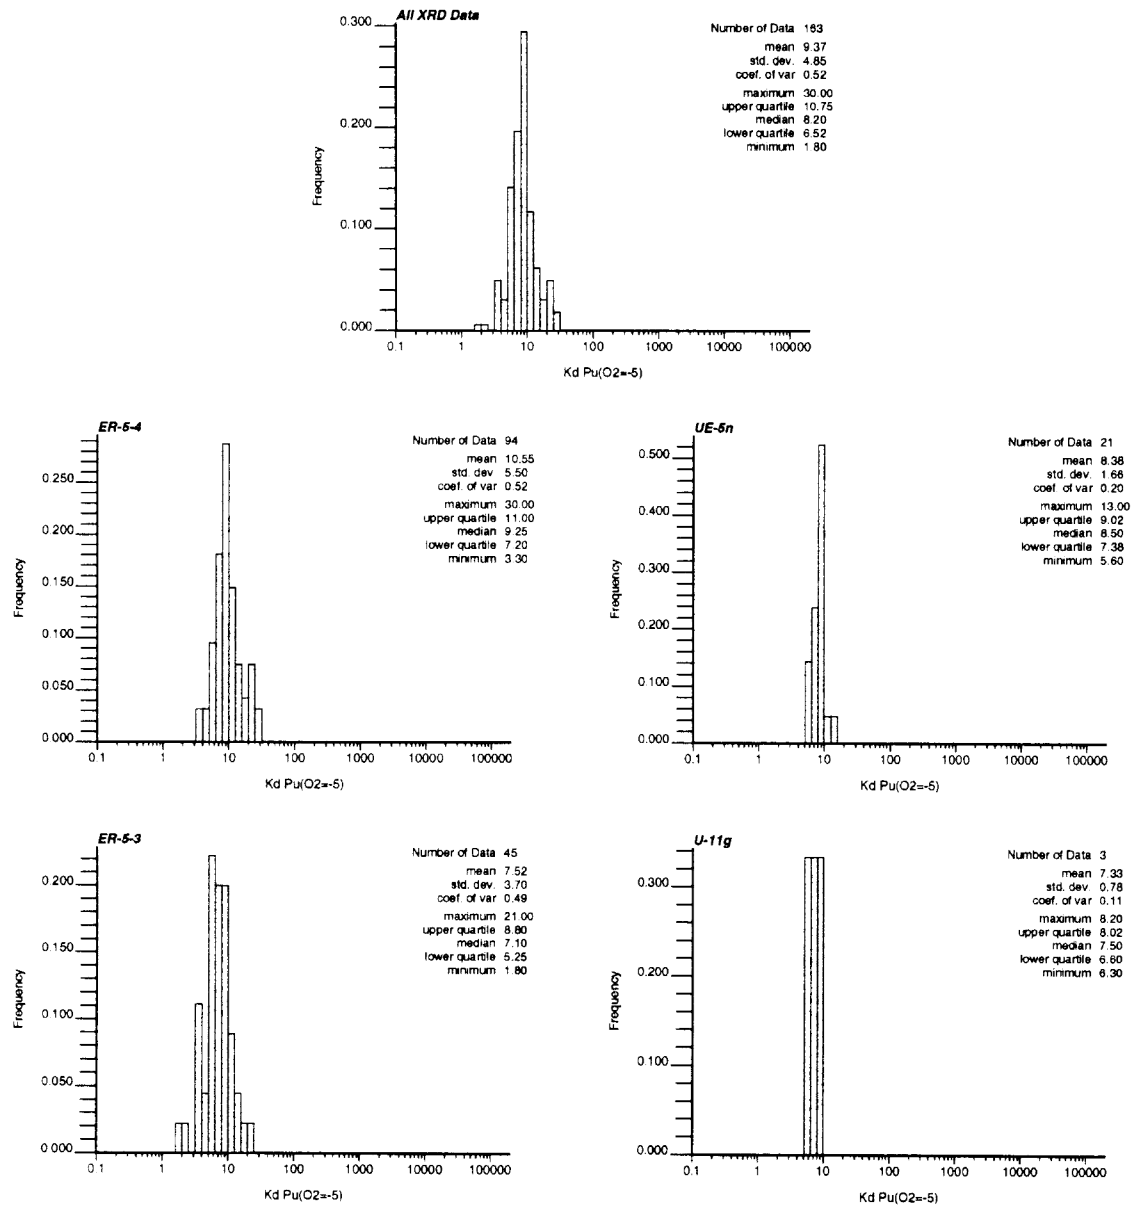 All XRD Data
Number of Data 163
mean 9.37
std. dev. 4.85
coef. of var 0.52
maximum 30.00
upper quartile 10.75
median 8.20
lower quartile 6.52
minimum 1.80
Frequency
0.300
0.200
0.100
0.000
0.1 1 10 100 1000 10000 100000
Kd Pu(O2=-5)
ER-5-4
Number of Data 94
mean 10.55
std. dev 5.50
coef. of var 0.52
maximum 30.00
upper quartile 11.00
median 9.25
lower quartile 7.20
minimum 3.30
Frequency
0.250
0.200
0.150
0.100
0.050
0.000
0.1 1 10 100 1000 10000 100000
Kd Pu(O2=-5)
UE-5n
Number of Data 21
mean 8.38
std. dev. 1.66
coef. of var 0.20
maximum 13.00
upper quartile 9.02
median 8.50
lower quartile 7.38
minimum 5.60
Frequency
0.500
0.400
0.300
0.200
0.100
0.000
0.1 1 10 100 1000 10000 100000
Kd Pu(O2=-5)
ER-5-3
Number of Data 45
mean 7.52
std. dev. 3.70
coef. of var 0.49
maximum 21.00
upper quartile 8.80
median 7.10
lower quartile 5.25
minimum 1.80
Frequency
0.200
0.150
0.100
0.050
0.000
0.1 1 10 100 1000 10000 100000
Kd Pu(O2=-5)
U-11g
Number of Data 3
mean 7.33
std. dev. 0.78
coef. of var 0.11
maximum 8.20
upper quartile 8.02
median 7.50
lower quartile 6.60
minimum 6.30
Frequency
0.300
0.200
0.100
0.000
0.1 1 10 100 1000 10000 100000
Kd Pu(O2=-5)